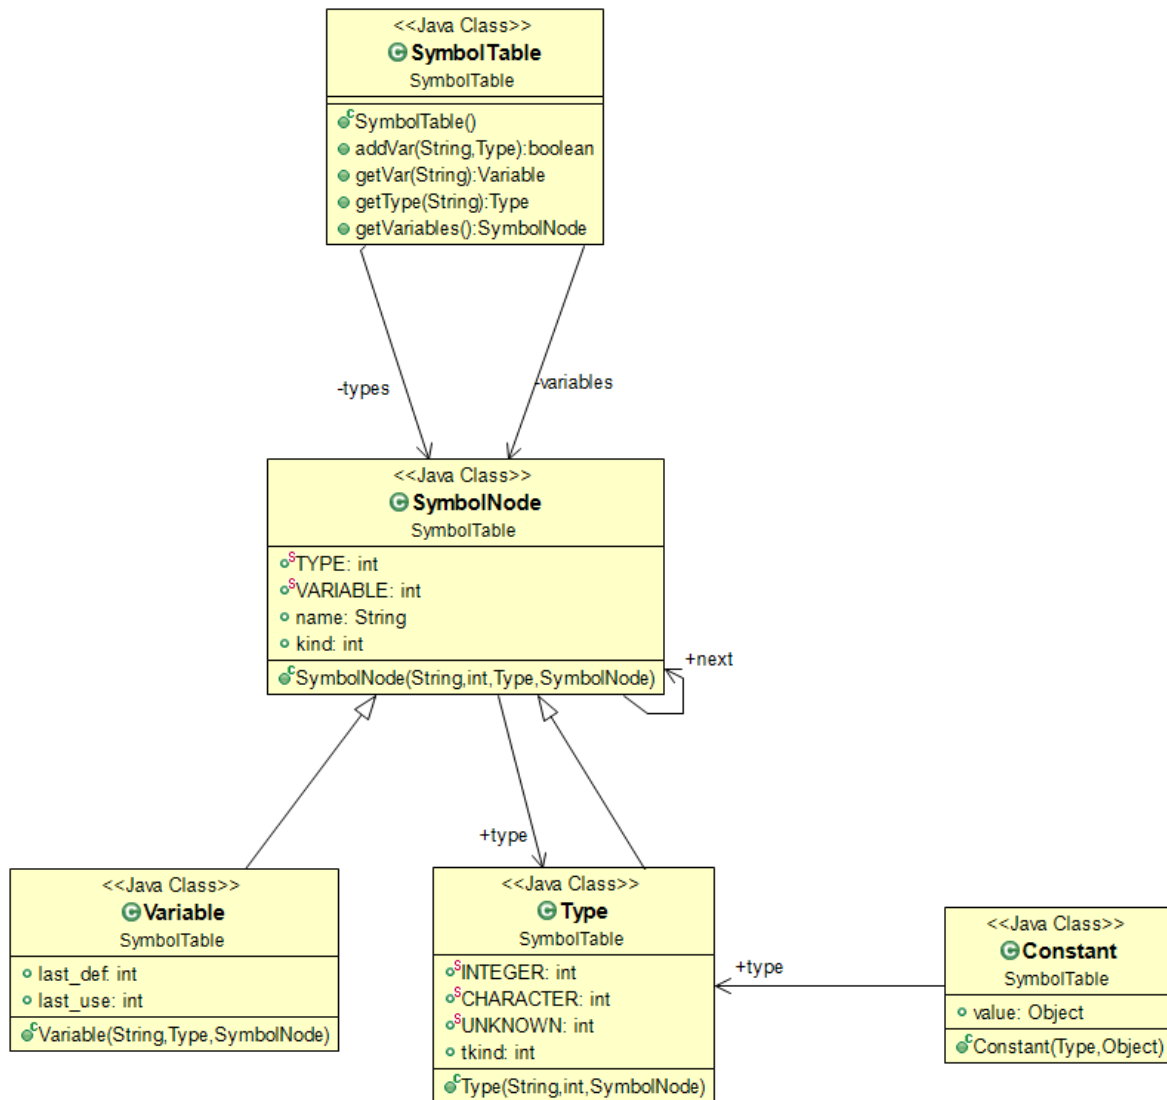 <<Java Class>>
SymbolTable
SymbolTable
SymbolTable()
addVar(String,Type):boolean
getVar(String):Variable
getType(String):Type
getVariables():SymbolNode
-types
-variables
<<Java Class>>
SymbolNode
SymbolTable
TYPE: int
VARIABLE: int
name: String
kind: int
SymbolNode(String,int,Type,SymbolNode)
+next
+type
<<Java Class>>
Variable
SymbolTable
last_def: int
last_use: int
Variable(String,Type,SymbolNode)
<<Java Class>>
Type
SymbolTable
INTEGER: int
CHARACTER: int
UNKNOWN: int
tkind: int
Type(String,int,SymbolNode)
+type
<<Java Class>>
Constant
SymbolTable
value: Object
Constant(Type,Object)